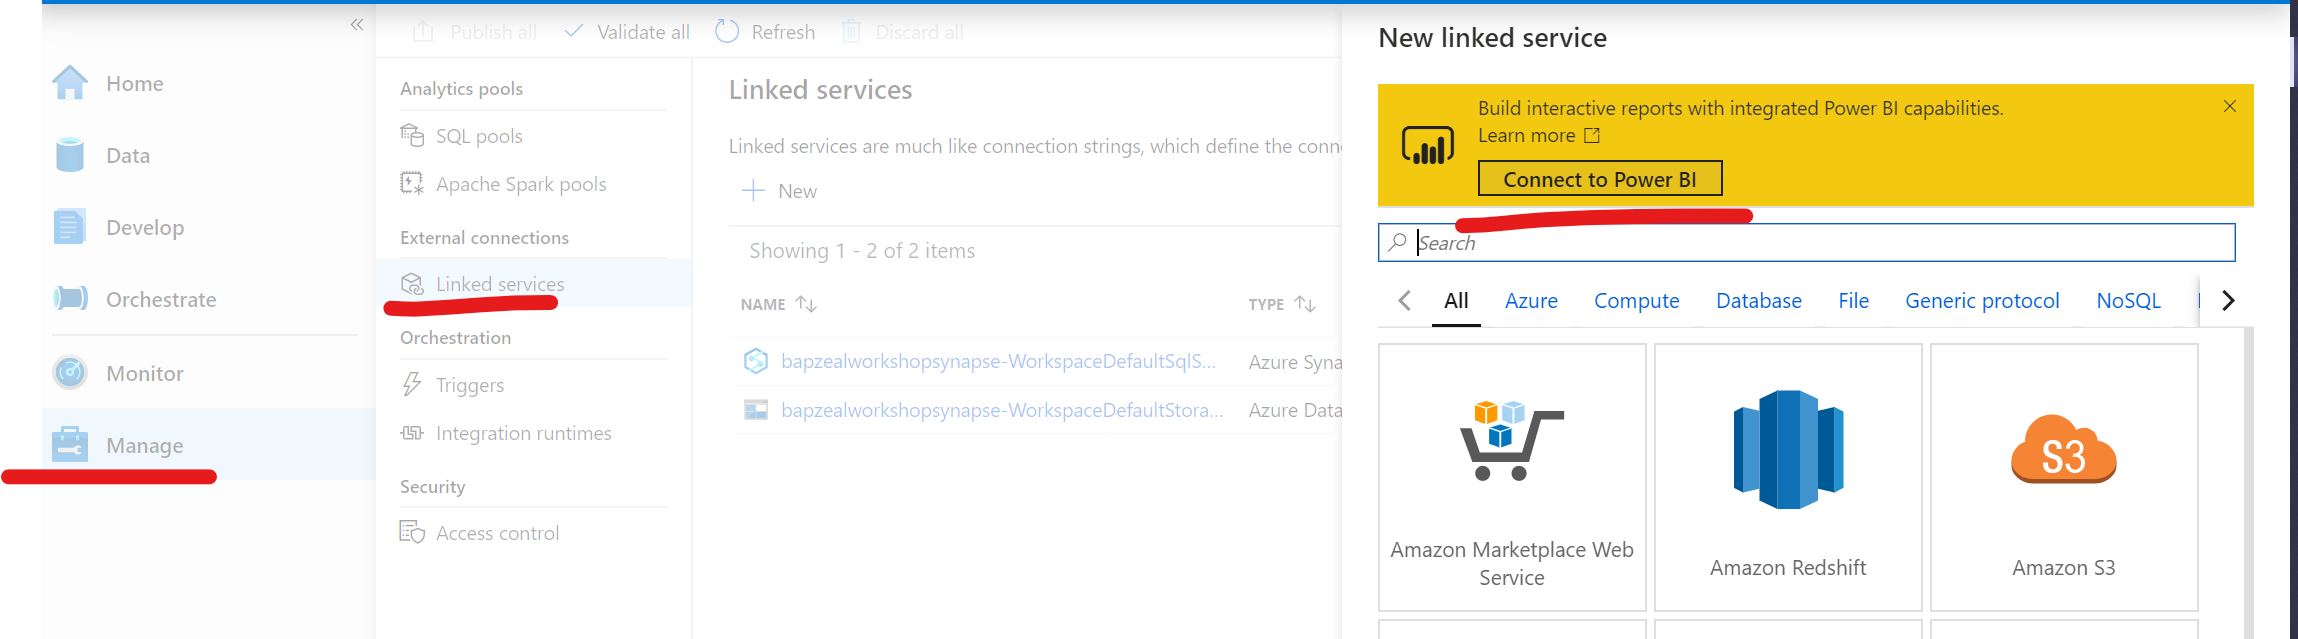 «
Home
Data
Develop
Orchestrate
Monitor
Manage
Publish all
Validate all
Refresh
Discard all
Analytics pools
SQL pools
Apache Spark pools
External connections
Linked services
Orchestration
Triggers
Integration runtimes
Security
Access control
Linked services
Linked services are much like connection strings, which define the conn
New
Showing 1 - 2 of 2 items
NAME TYPE
bapzealworkshopsynapse-WorkspaceDefaultSqlS... Azure Syna
bapzealworkshopsynapse-WorkspaceDefaultStora... Azure Data
New linked service
Build interactive reports with integrated Power BI capabilities.
Learn more
Connect to Power BI
Search
All Azure Compute Database File Generic protocol NoSQL
Amazon Marketplace Web
Service
Amazon Redshift
S3
Amazon S3